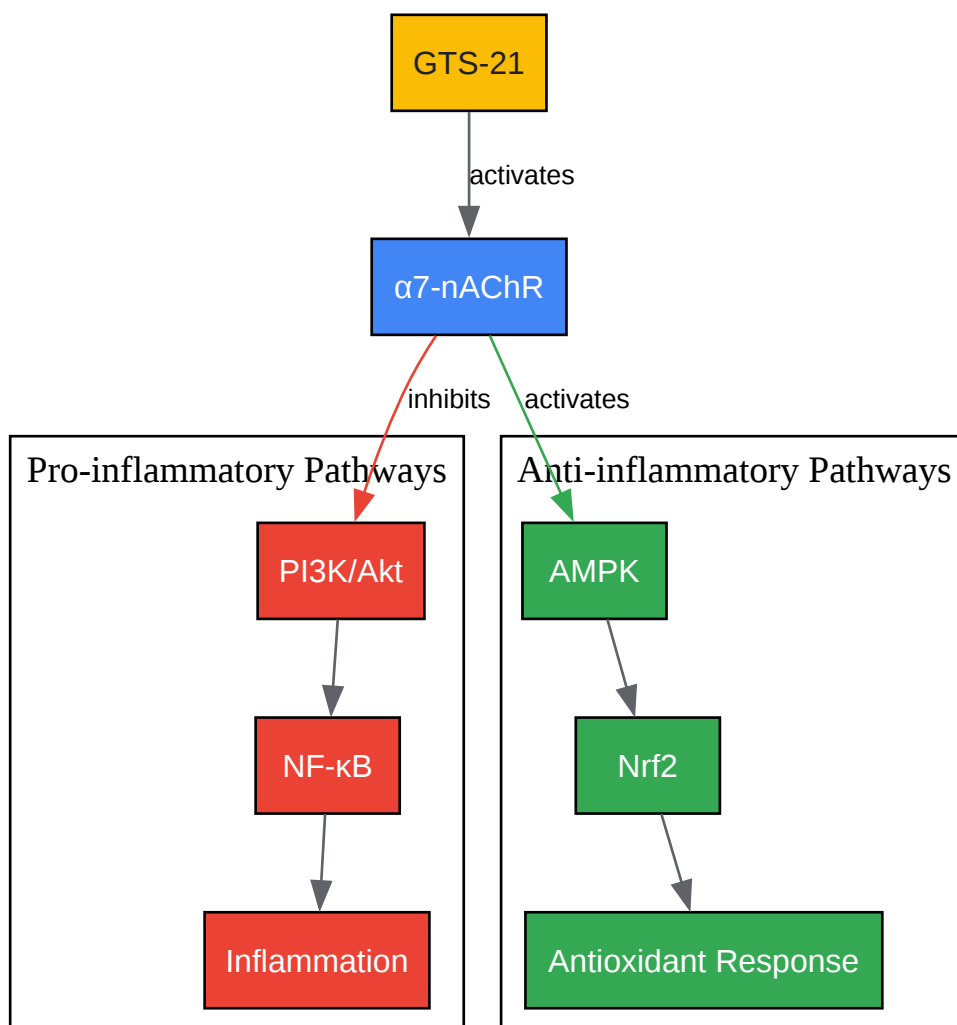 GTS-21
activates
α7-nAChR
inhibits
activates
Pro-inflammatory Pathways
Anti-inflammatory Pathways
PI3K/Akt
AMPK
NF-κB
Nrf2
Inflammation
Antioxidant Response